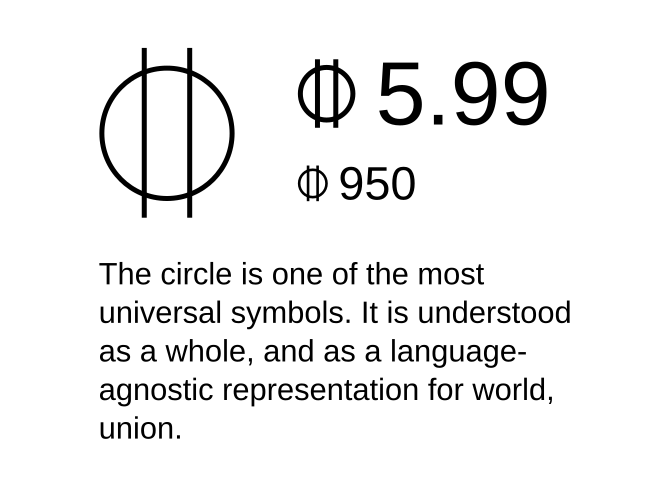 5.99
950
The circle is one of the most
universal symbols. It is understood
as a whole, and as a language-
agnostic representation for world,
union.